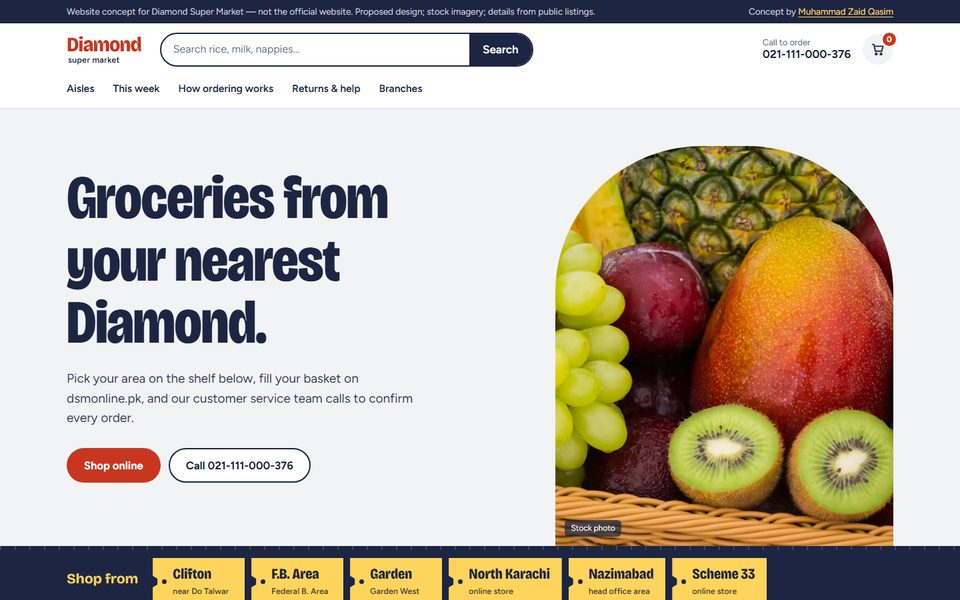 Website concept for Diamond Super Market — not the official website. Proposed design; stock imagery; details from public listings.
Concept by Muhammad Zaid Qasim
Diamond
super market
Search rice, milk, nappies...
Search
Call to order
021-111-000-376
0
Aisles
This week
How ordering works
Returns & help
Branches
Groceries from
your nearest
Diamond.
Pick your area on the shelf below, fill your basket on
dsmonline.pk, and our customer service team calls to confirm
every order.
Shop online
Call 021-111-000-376
Stock photo
Shop from
Clifton
near Do Talwar
F.B. Area
Federal B. Area
Garden
Garden West
North Karachi
online store
Nazimabad
head office area
Scheme 33
online store